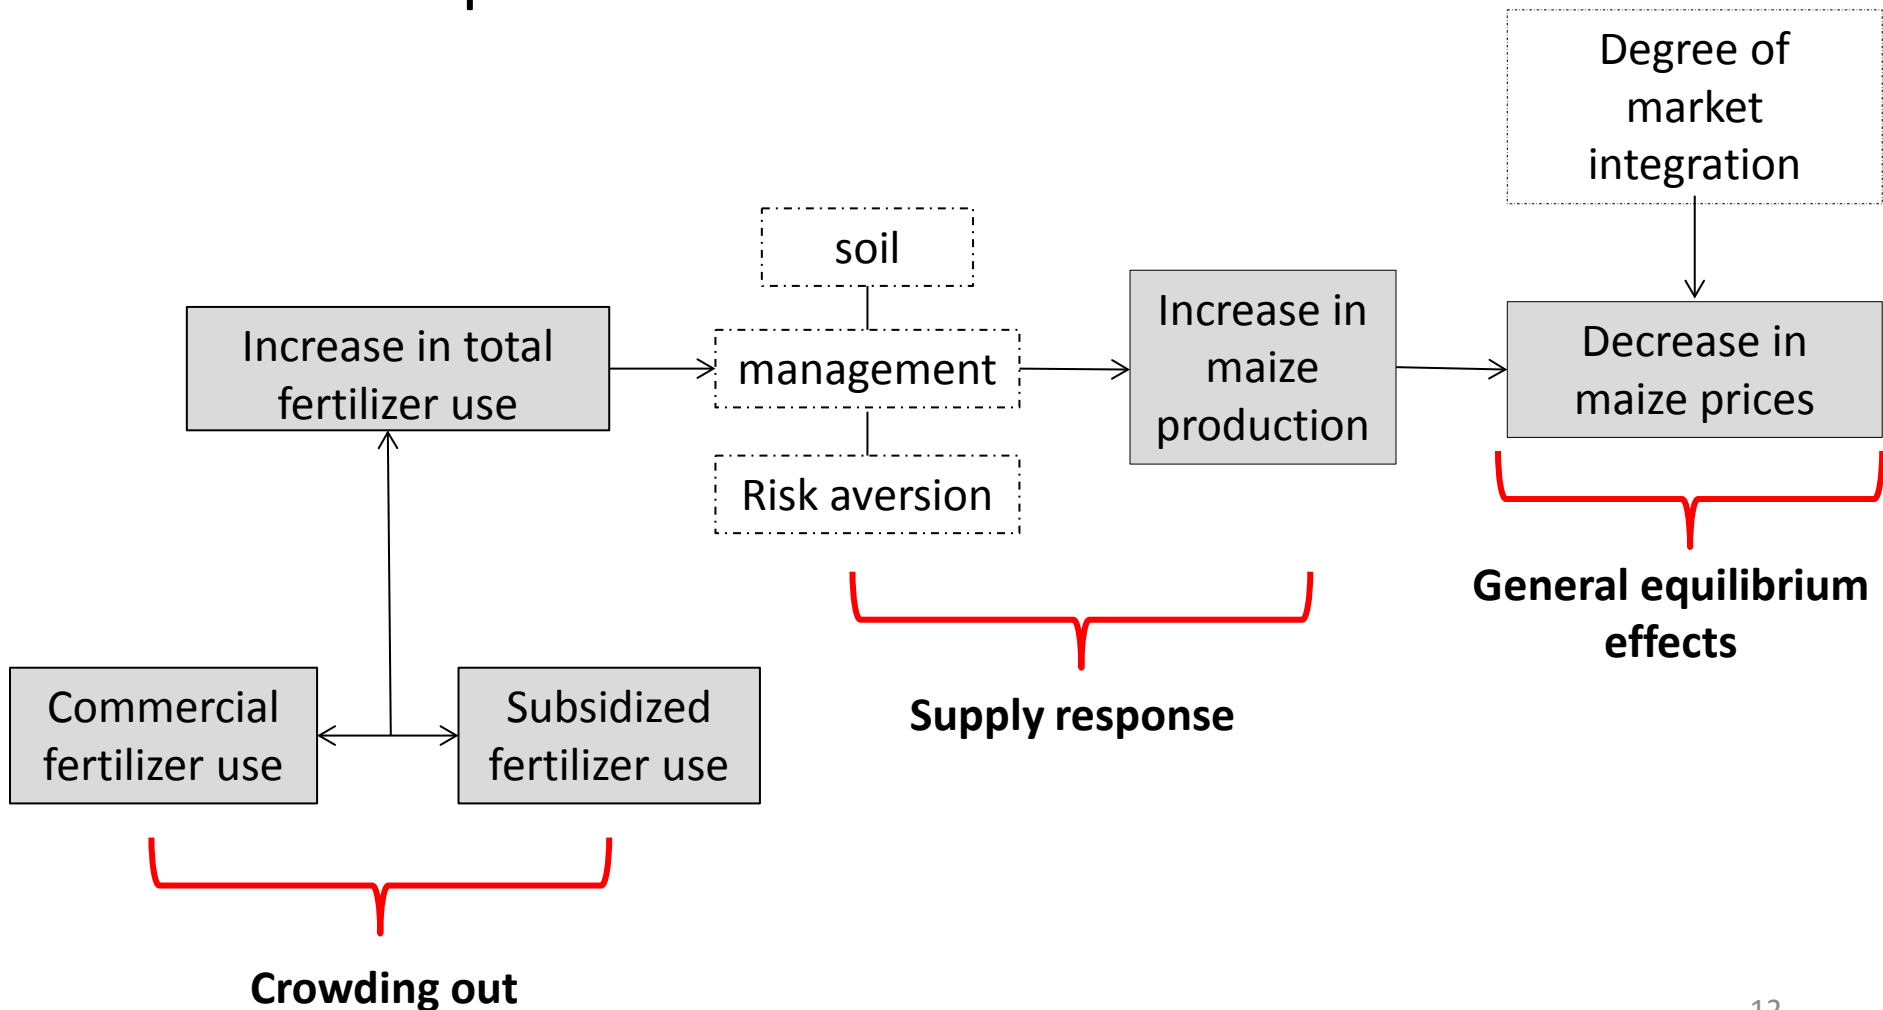 Degree of
market
integration
soil
Increase in total
fertilizer use
management
Risk aversion
Increase in
maize
production
Decrease in
maize prices
General equilibrium
effects
Supply response
Commercial
fertilizer use
Subsidized
fertilizer use
Crowding out
12